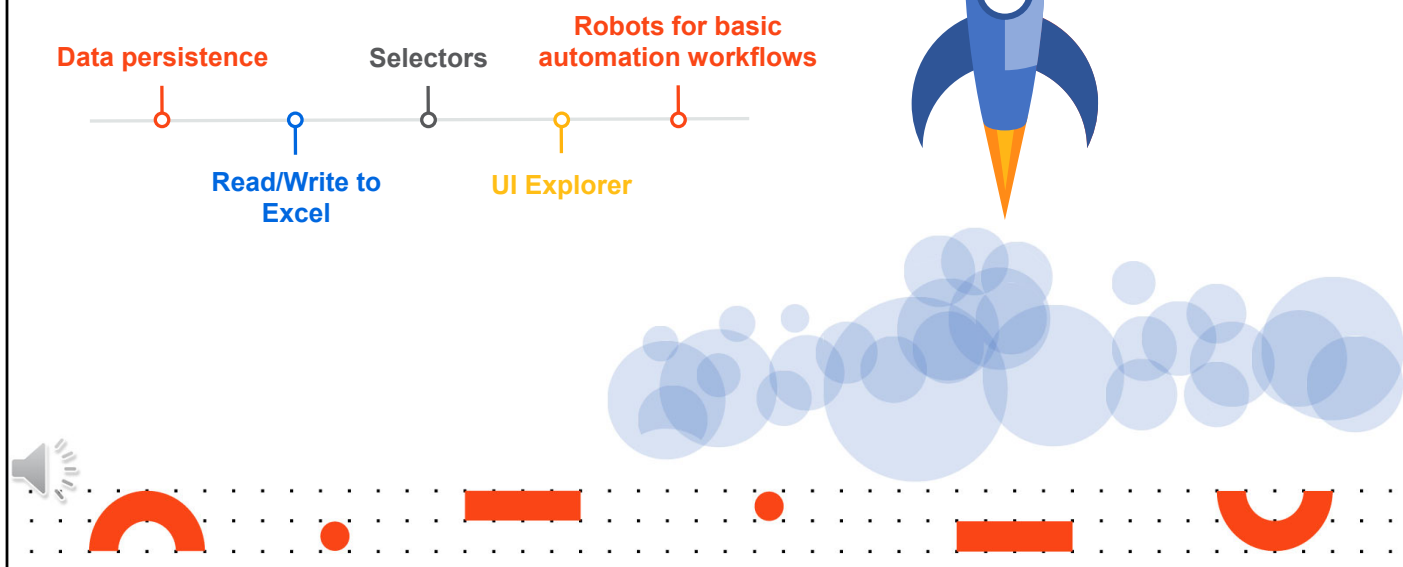 Data persistence
Read/Write to
Excel
Selectors
UI Explorer
Robots for basic
automation workflows